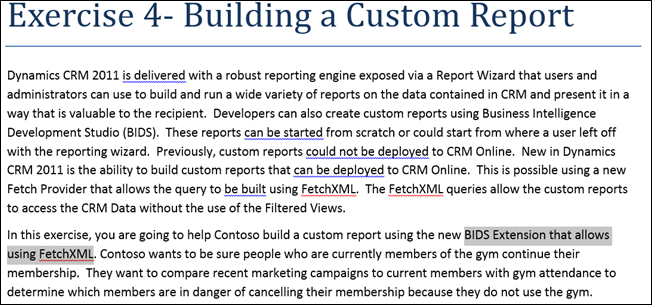 Exercise 4- Building a Custom Report
Dynamics CRM 2011 is delivered with a robust reporting engine exposed via a Report Wizard that users and
administrators can use to build and run a wide variety of reports on the data contained in CRM and present it in a
way that is valuable to the recipient.  Developers can also create custom reports using Business Intelligence
Development Studio (BIDS).  These reports can be started from scratch or could start from where a user left off
with the reporting wizard.  Previously, custom reports could not be deployed to CRM Online.  New in Dynamics
CRM 2011 is the ability to build custom reports that can be deployed to CRM Online.  This is possible using a new
Fetch Provider that allows the query to be built using FetchXML.  The FetchXML queries allow the custom reports
to access the CRM Data without the use of the Filtered Views.
In this exercise, you are going to help Contoso build a custom report using the new BIDS Extension that allows
using FetchXML. Contoso wants to be sure people who are currently members of the gym continue their
membership.  They want to compare recent marketing campaigns to current members with gym attendance to
determine which members are in danger of cancelling their membership because they do not use the gym.